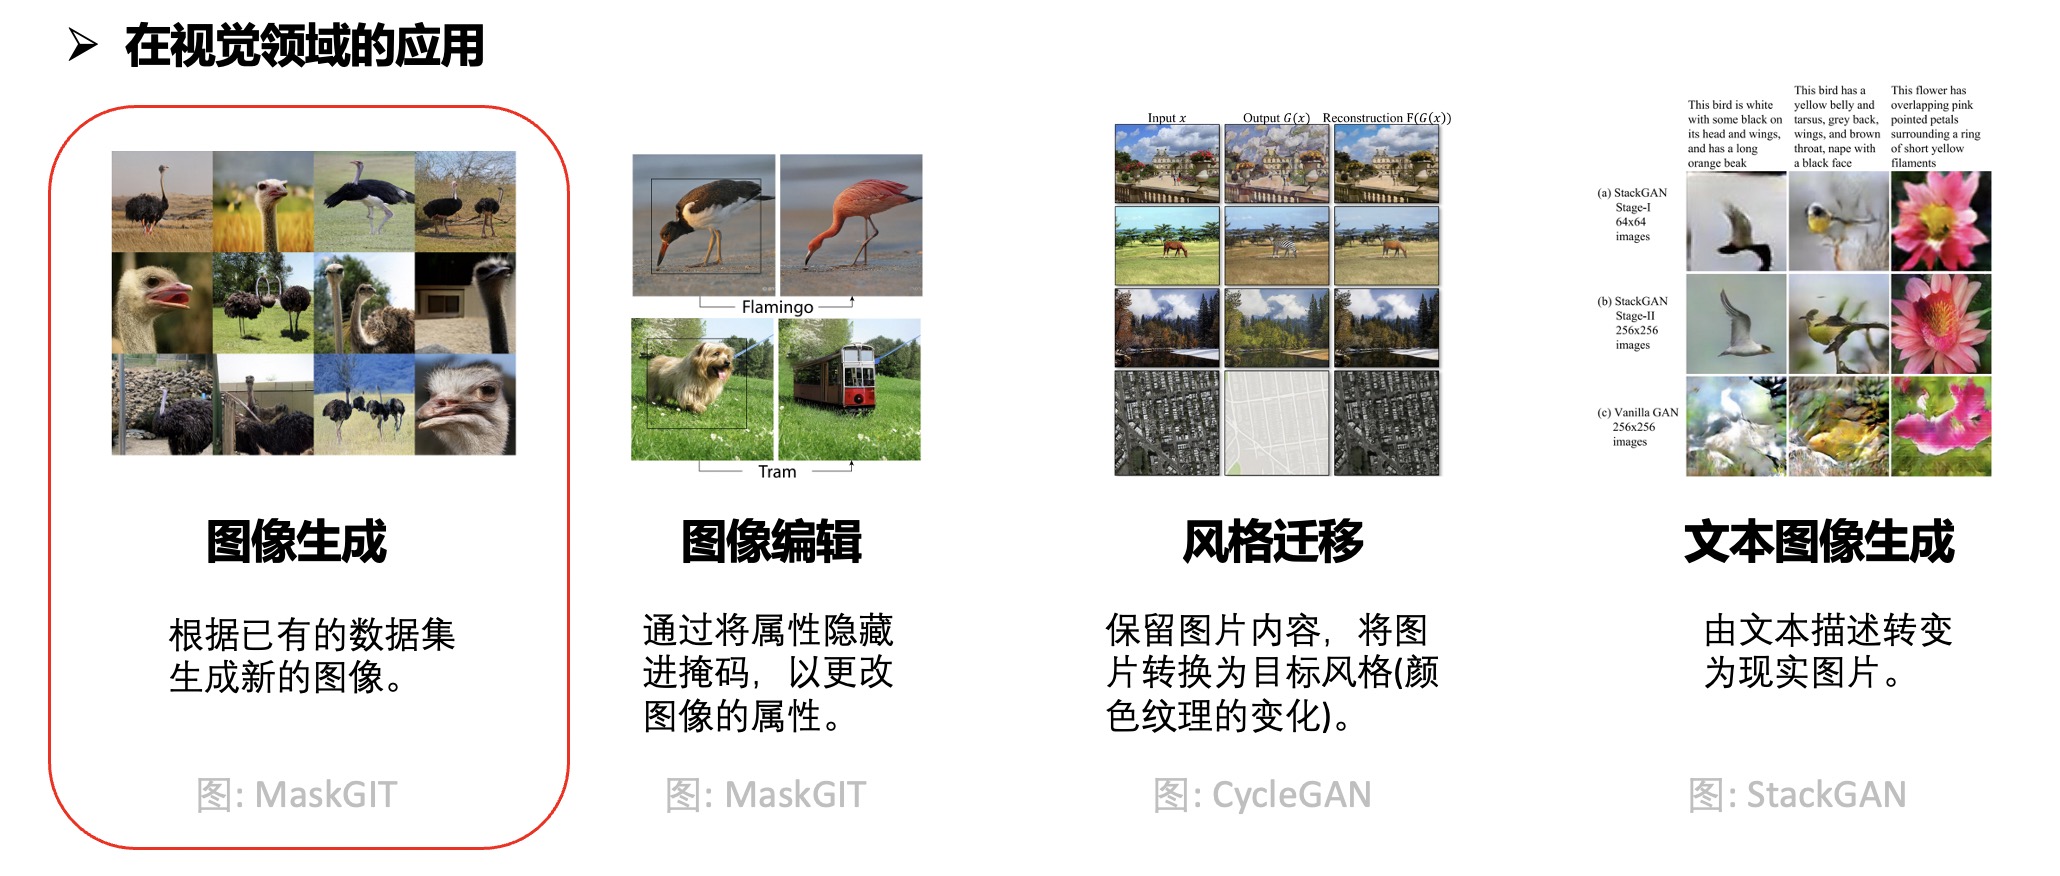 在视觉领域的应用
图像生成
根据已有的数据集
生成新的图像。
图: MaskGIT
Flamingo
Tram
图像编辑
通过将属性隐藏
进掩码，以更改
图像的属性。
图: MaskGIT
Input x
Output G(x)
Reconstruction F(G(x))
风格迁移
保留图片内容，将图
片转换为目标风格(颜
色纹理的变化)。
图: CycleGAN
This bird is white
with some black on
its head and wings,
and has a long
orange beak
This bird has a
yellow belly and
tarsus, grey back,
wings, and brown
throat, nape with
a black face
This flower has
overlapping pink
pointed petals
surrounding a ring
of short yellow
filaments
(a) StackGAN
Stage-I
64x64
images
(b) StackGAN
Stage-II
256x256
images
(c) Vanilla GAN
256x256
images
文本图像生成
由文本描述转变
为现实图片。
图: StackGAN